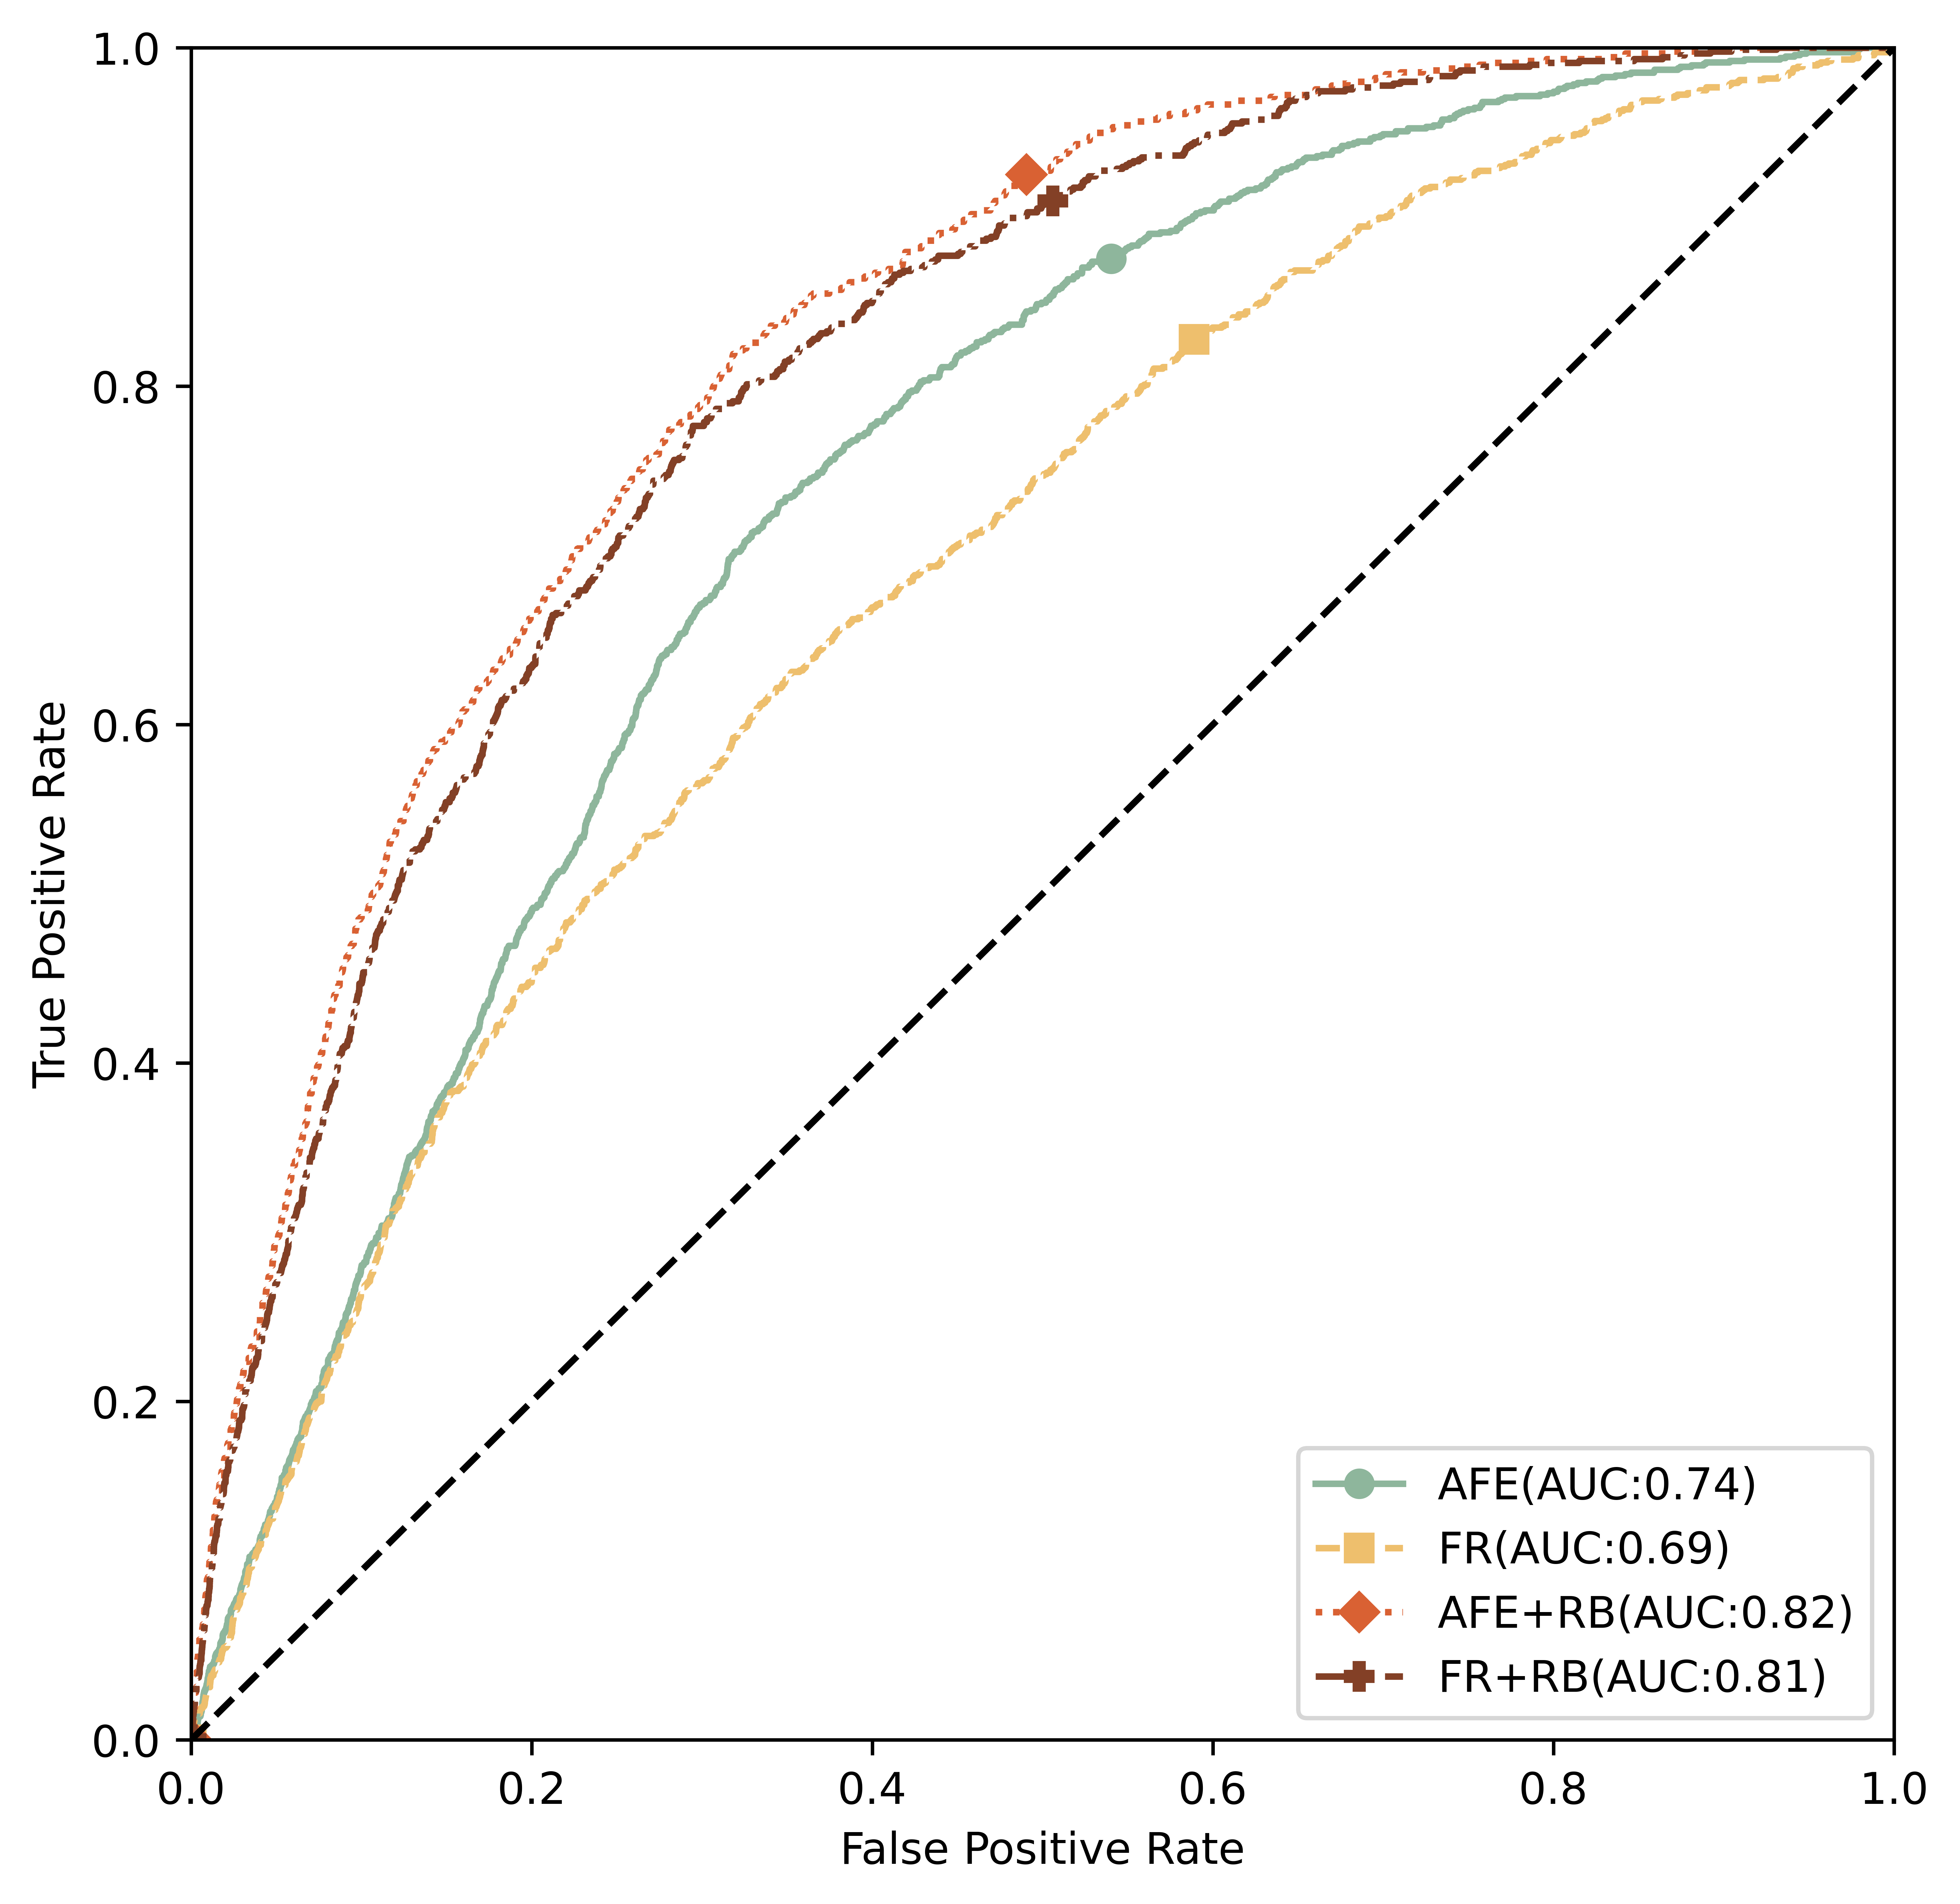 1.0
0.8
0.6
0.4
0.2
0.0
True Positive Rate
0.0 0.2 0.4 0.6 0.8 1.0
False Positive Rate
AFE(AUC:0.74)
FR(AUC:0.69)
AFE+RB(AUC:0.82)
FR+RB(AUC:0.81)